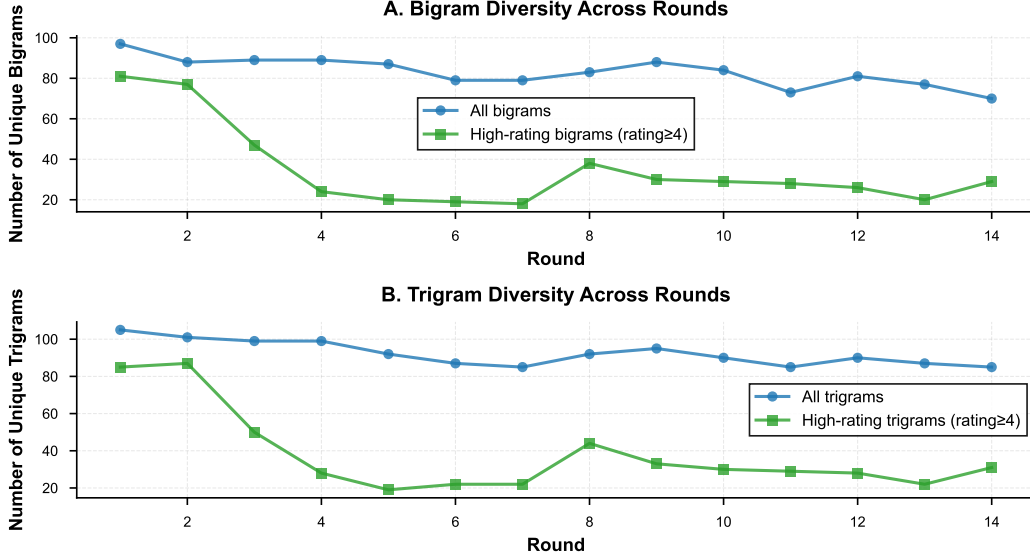 A. Bigram Diversity Across Rounds
Number of Unique Bigrams
100
80
60
40
20
All bigrams
High-rating bigrams (rating≥4)
2 4 6 8 10 12 14
Round
B. Trigram Diversity Across Rounds
Number of Unique Trigrams
100
80
60
40
20
All trigrams
High-rating trigrams (rating≥4)
2 4 6 8 10 12 14
Round